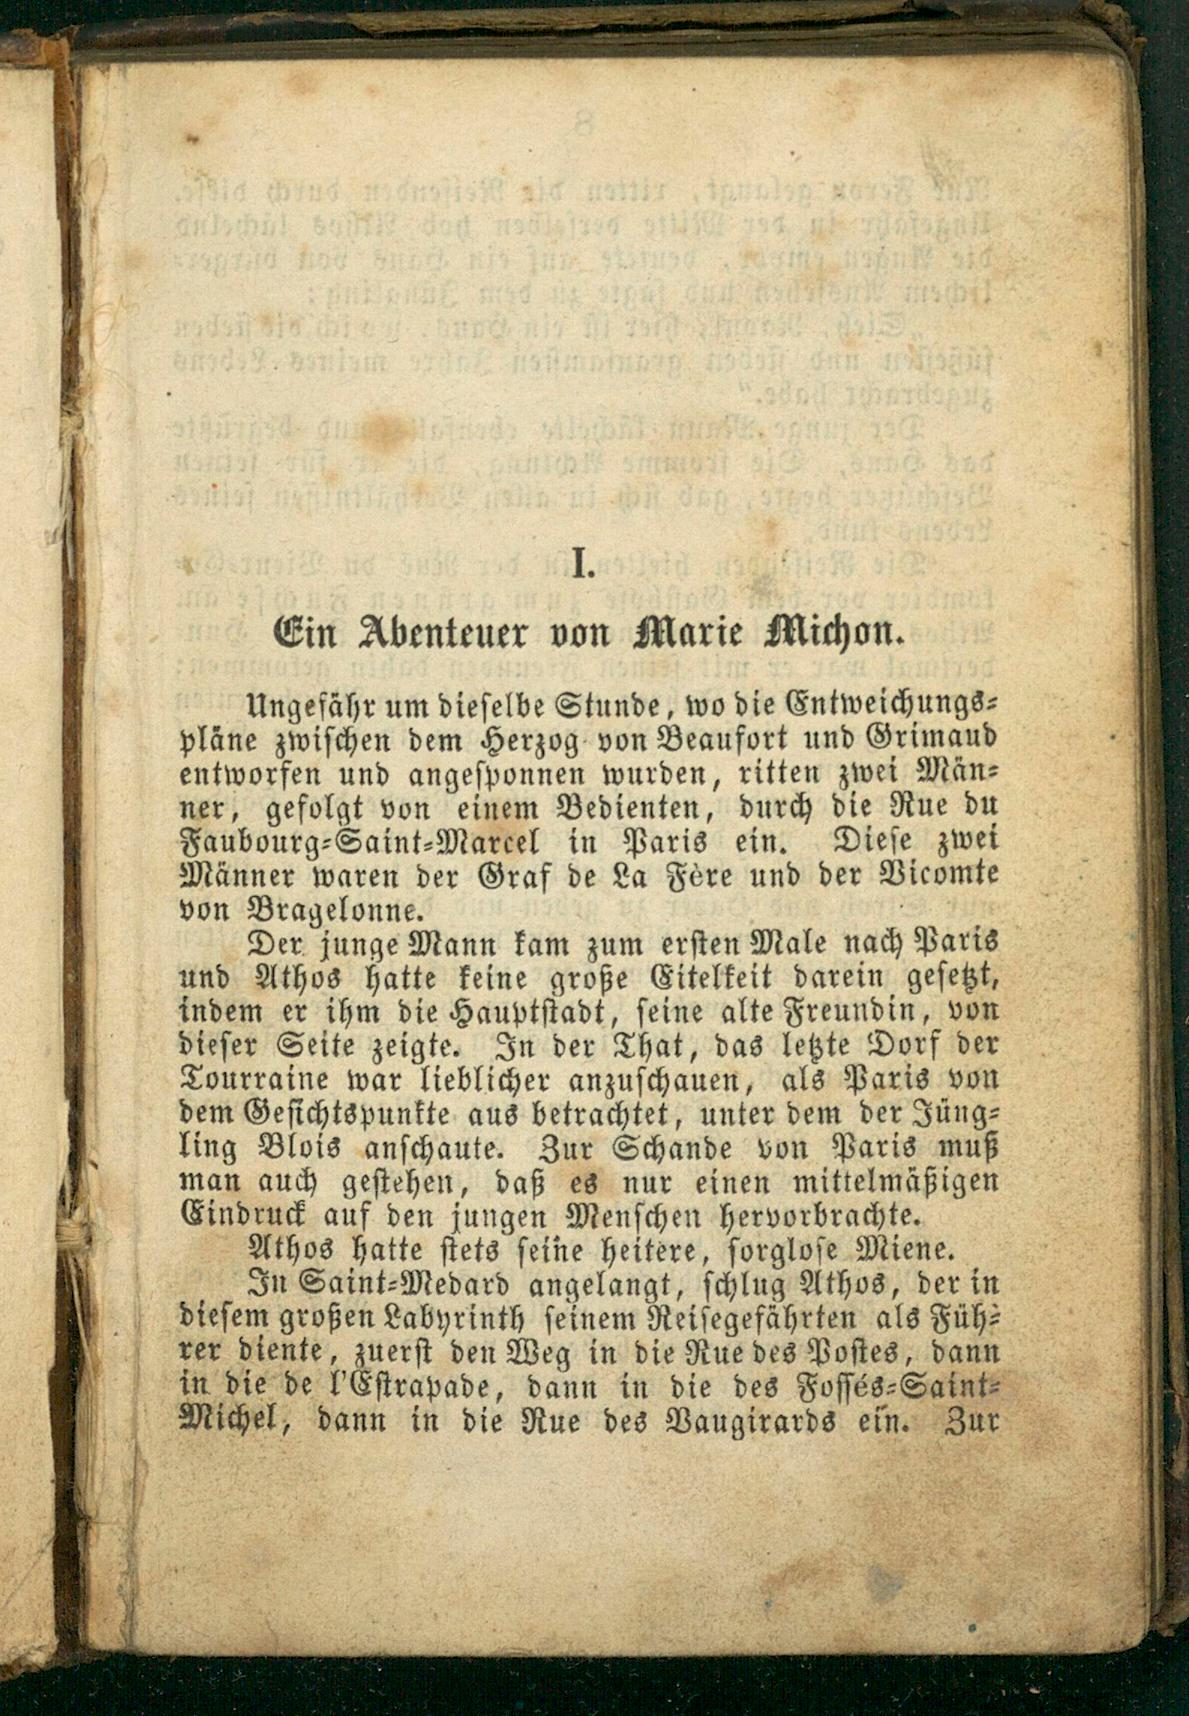 I.
Ein Abenteuer von Marie Michon.
Ungefähr um dieselbe Stunde, wo die Entweichungs-
pläne zwischen dem Herzog von Beaufort und Grimaud
entworfen und angesponnen wurden, ritten zwei Män-
ner, gefolgt von einem Bedienten, durch die Rue du
Faubourg-Saint-Marcel in Paris ein. Diese zwei
Männer waren der Graf de La Fère und der Vicomte
von Bragelonne.
Der junge Mann kam zum ersten Male nach Paris
und Athos hatte keine große Eitelkeit darein gesetzt,
indem er ihm die Hauptstadt, seine alte Freundin, von
dieser Seite zeigte. In der That, das letzte Dorf der
Tourraine war lieblicher anzuschauen, als Paris von
dem Gesichtspunkte aus betrachtet, unter dem der Jüng-
ling Blois anschaute. Zur Schande von Paris muß
man auch gestehen, daß es nur einen mittelmäßigen
Eindruck auf den jungen Menschen hervorbrachte.
Athos hatte stets seine heitere, sorglose Miene.
In Saint-Medard angelangt, schlug Athos, der in
diesem großen Labyrinth seinem Reisegefährten als Füh-
rer diente, zuerst den Weg in die Rue des Postes, dann
in die de l'Estrapade, dann in die des Fossés-Saint-
Michel, dann in die Rue des Vaugirards ein. Zur